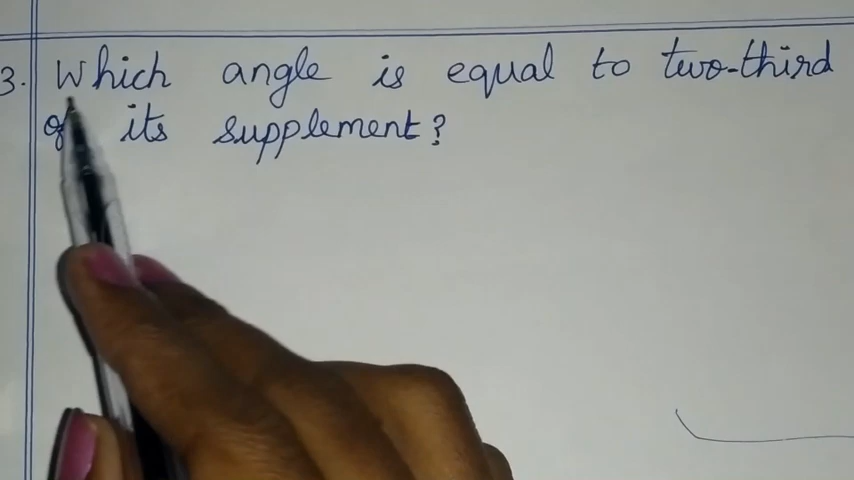 3. Which angle is equal to two-third
of its supplement?